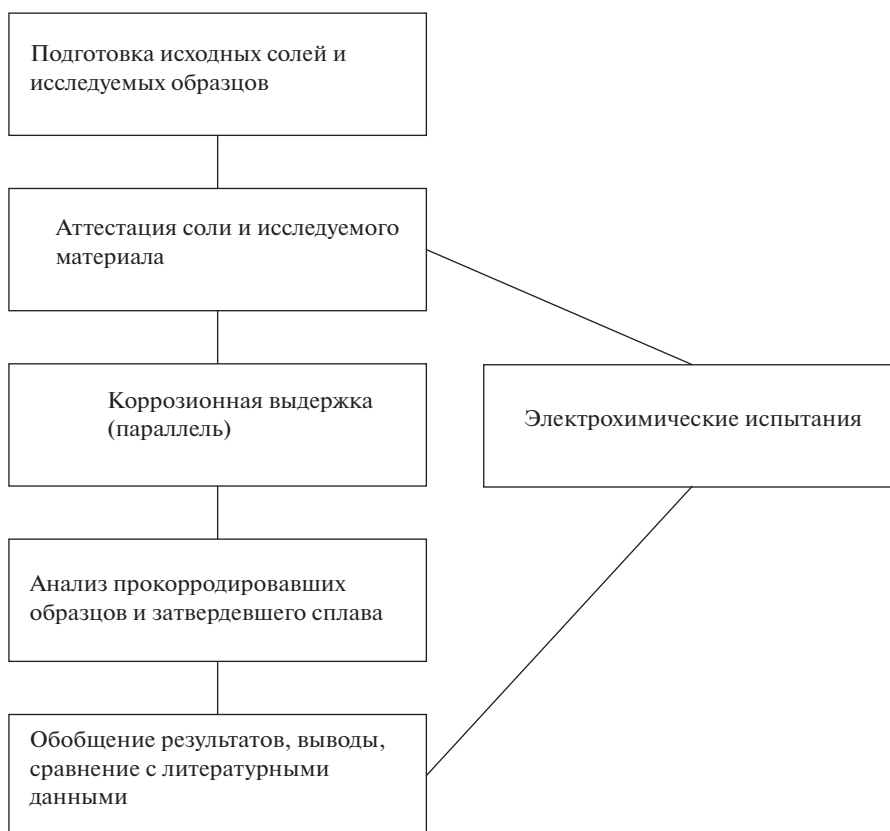 Подготовка исходных солей и
исследуемых образцов
Аттестация соли и исследуемого
материала
Коррозионная выдержка
(параллель)
Электрохимические испытания
Анализ прокорродировавших
образцов и затвердевшего сплава
Обобщение результатов, выводы,
сравнение с литературными
данными